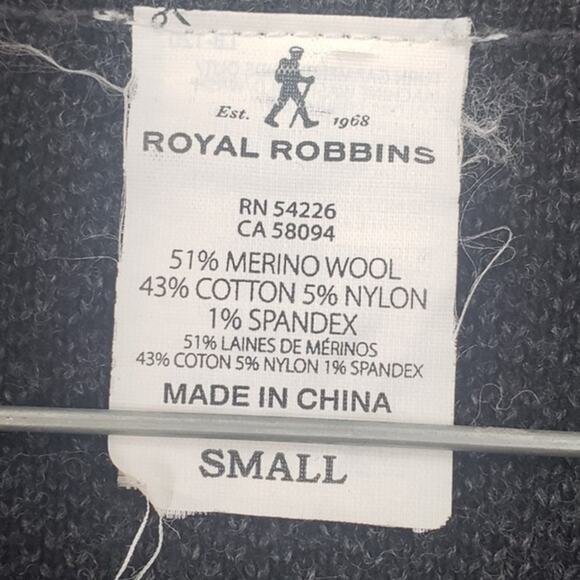 Est. 1968
ROYAL ROBBINS
RN 54226
CA 58094
51% MERINO WOOL
43% COTTON 5% NYLON
1% SPANDEX
51% LAINES DE MÉRINOS
43% COTON 5% NYLON 1% SPANDEX
MADE IN CHINA
SMALL